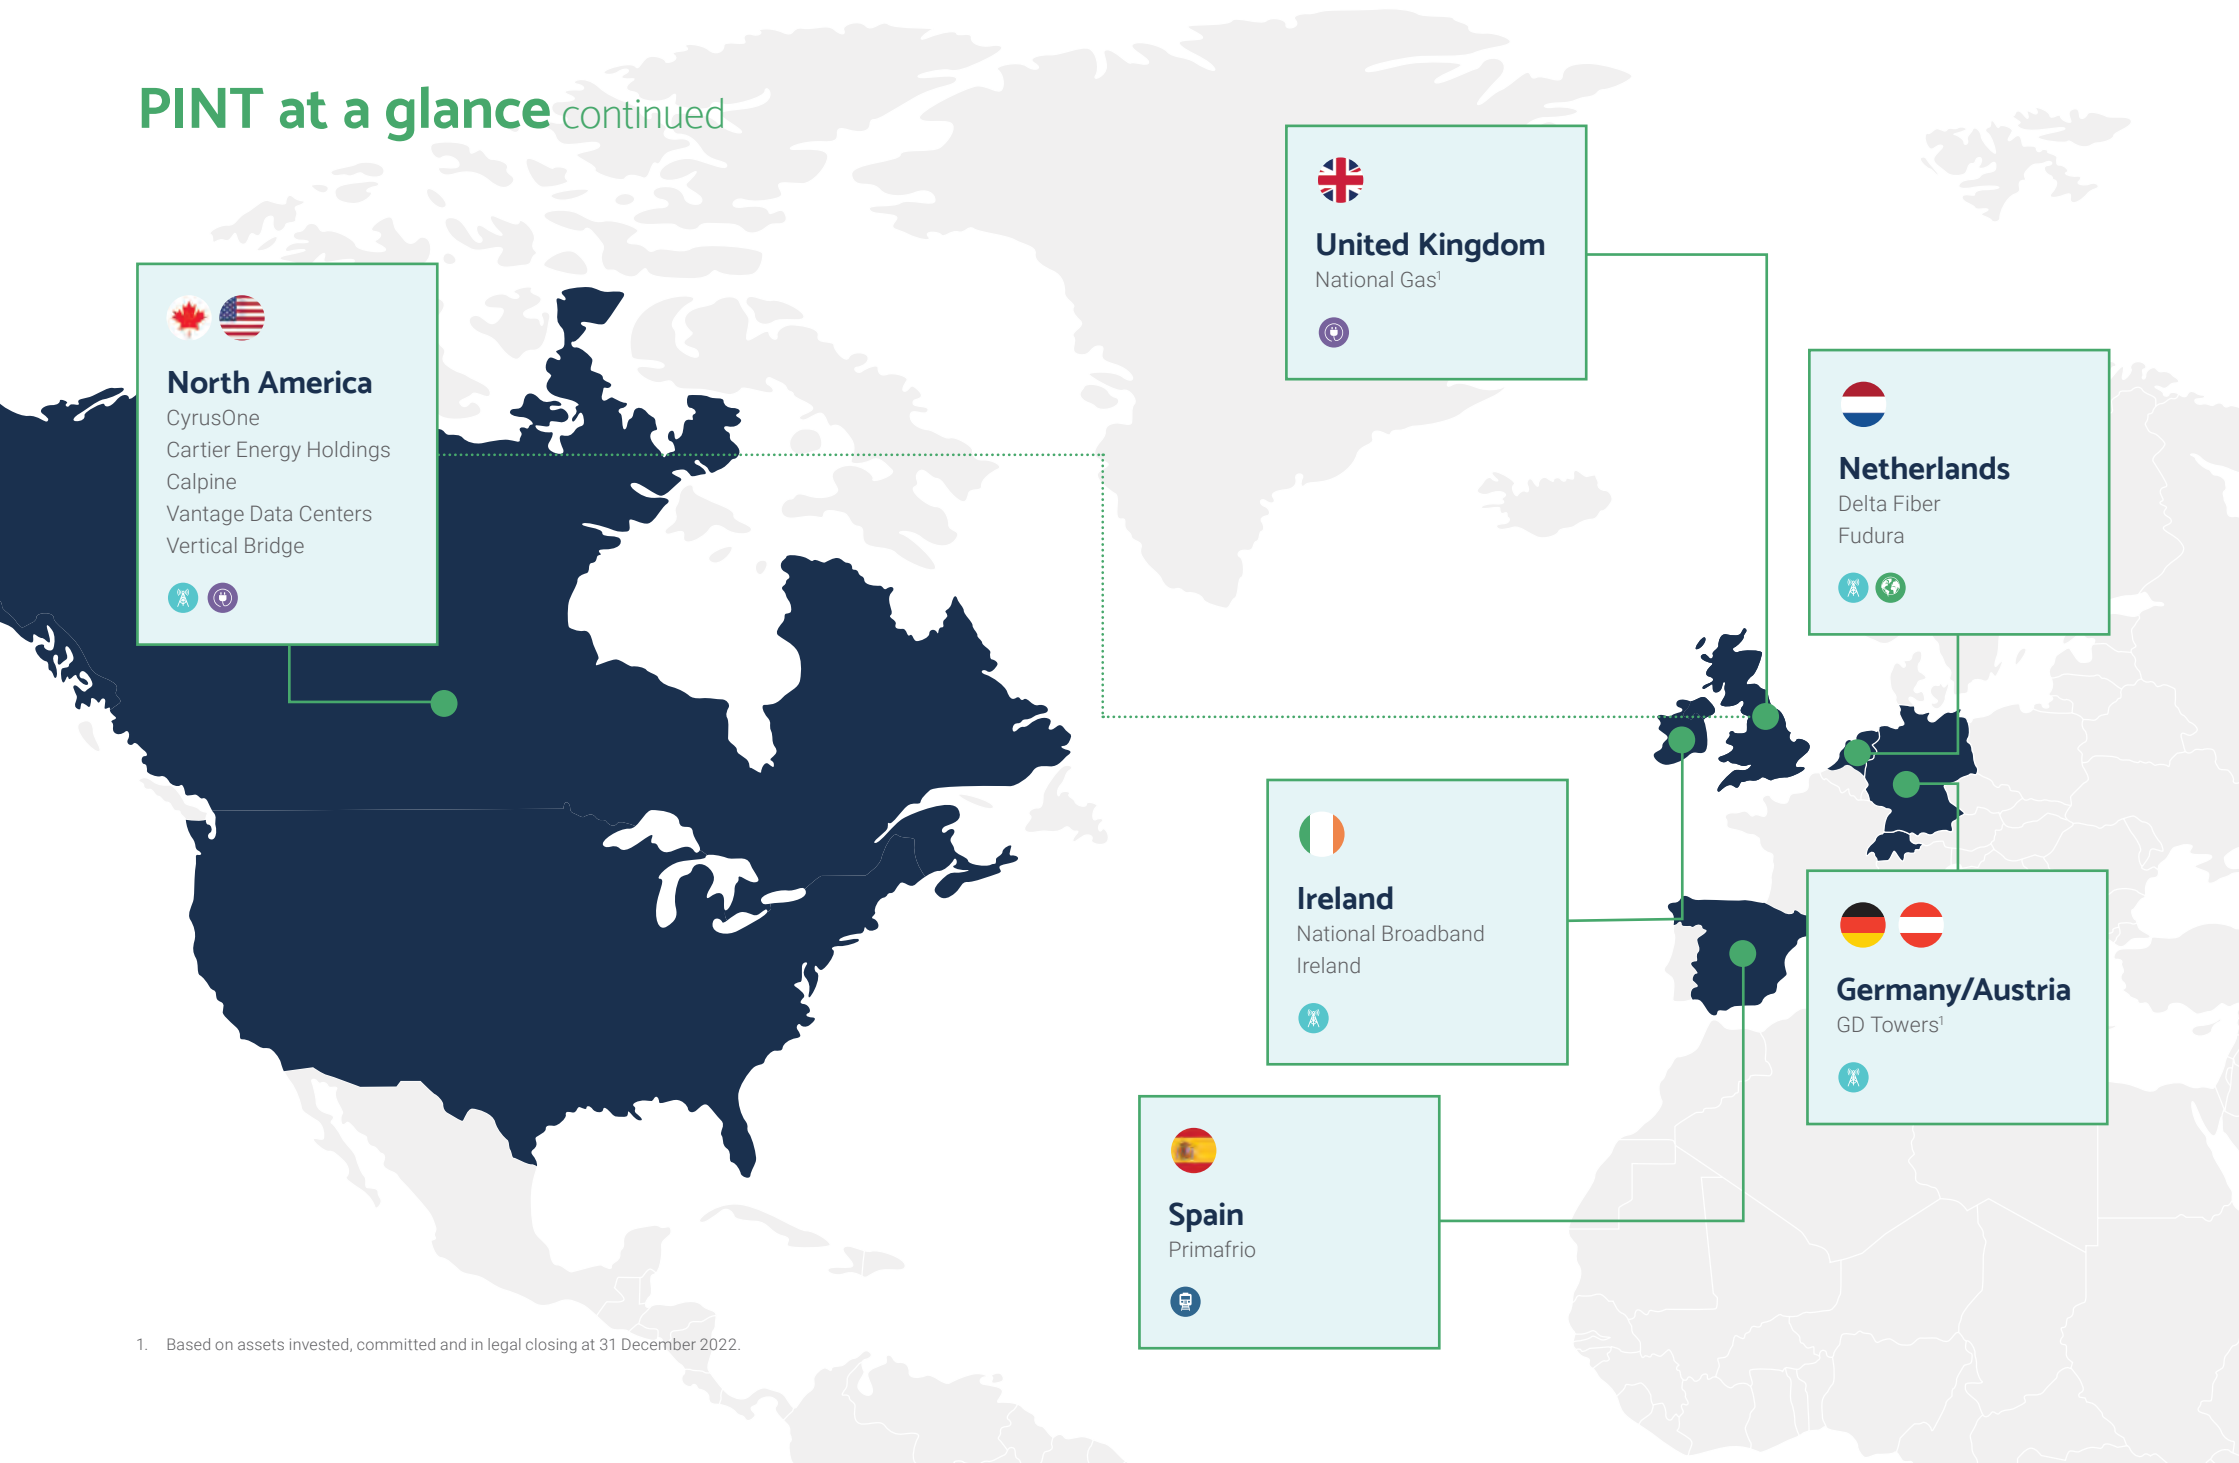 PINT at a glance continued
North America
CyrusOne
Cartier Energy Holdings
Calpine
Vantage Data Centers
Vertical Bridge
United Kingdom
National Gas1
Netherlands
Delta Fiber
Fudura
Ireland
National Broadband
Ireland
Germany/Austria
GD Towers1
Spain
Primafrio
1. Based on assets invested, committed and in legal closing at 31 December 2022.